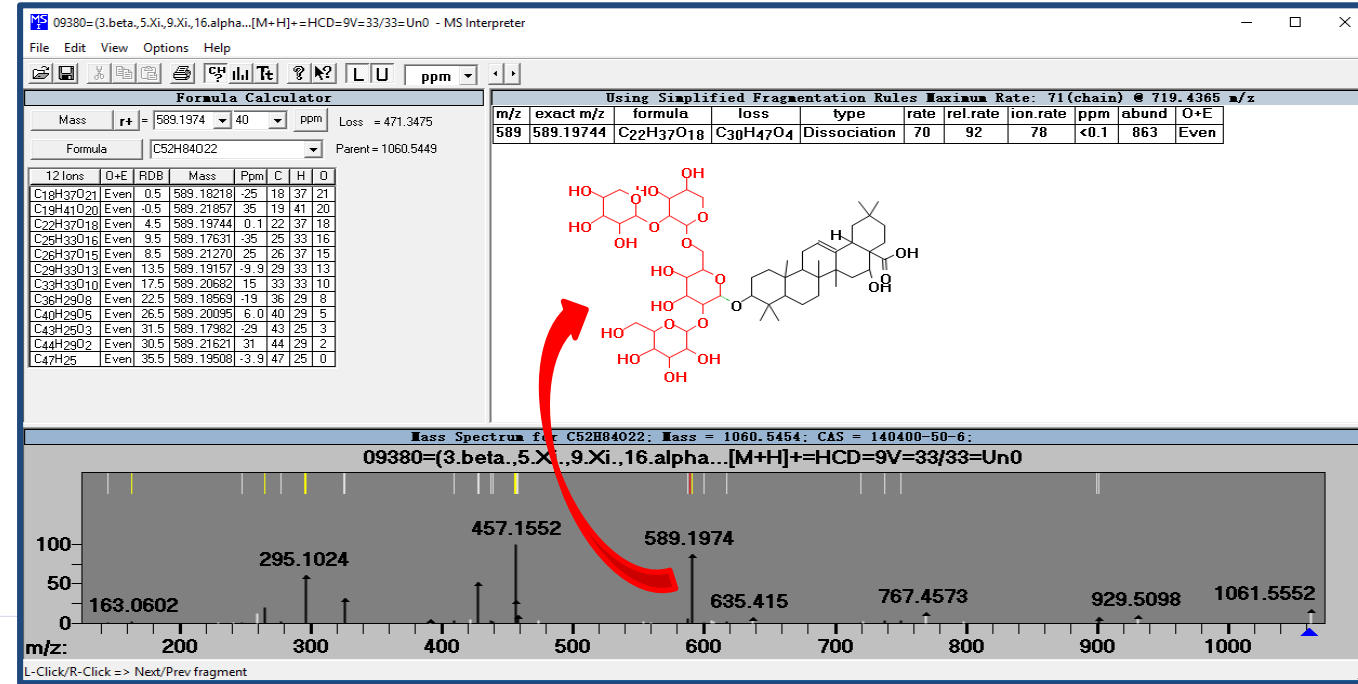 09380=(3.beta.,5.Xi.,9.Xi.,16.alpha...[M+H]+=HCD=9V=33/33=Un0 - MS Interpreter
File Edit View Options Help
L U ppm
Formula Calculator
Mass r+ = 589.1974 40 ppm Loss = 471.3475
Formula C52H84O22 Parent = 1060.5449
12 Ions O+E RDB Mass Ppm C H O
C18H37O21 Even 0.5 589.18218 -25 18 37 21
C19H41O20 Even -0.5 589.21857 35 19 41 20
C22H37O18 Even 4.5 589.19744 0.1 22 37 18
C25H33O16 Even 9.5 589.17631 -35 25 33 16
C26H37O15 Even 8.5 589.21270 25 26 37 15
C29H33O13 Even 13.5 589.19157 -9.9 29 33 13
C33H33O10 Even 17.5 589.20682 15 33 33 10
C36H29O8 Even 22.5 589.18569 -19 36 29 8
C40H29O5 Even 26.5 589.20095 6.0 40 29 5
C43H25O3 Even 31.5 589.17982 -29 43 25 3
C44H29O2 Even 30.5 589.21621 31 44 29 2
C47H25 Even 35.5 589.19508 -3.9 47 25 0
Using Simplified Fragmentation Rules Maximum Rate: 71(chain) @ 719.4365 m/z
m/z exact m/z formula loss type rate rel.rate ion.rate ppm abund O+E
589 589.19744 C22H37O18 C30H47O4 Dissociation 70 92 78 <0.1 863 Even
OH
HO O HO
HO O O
OH O
H
OH
HO O
O
OH
HO O
O
HO O
HO OH
OH
Mass Spectrum for C52H84O22; Mass = 1060.5454; CAS = 140400-50-6;
09380=(3.beta.,5.Xi.,9.Xi.,16.alpha...[M+H]+=HCD=9V=33/33=Un0
457.1552
589.1974
100
295.1024
50
163.0602
635.415
767.4573
929.5098
1061.5552
0
m/z: 200 300 400 500 600 700 800 900 1000
L-Click/R-Click => Next/Prev fragment